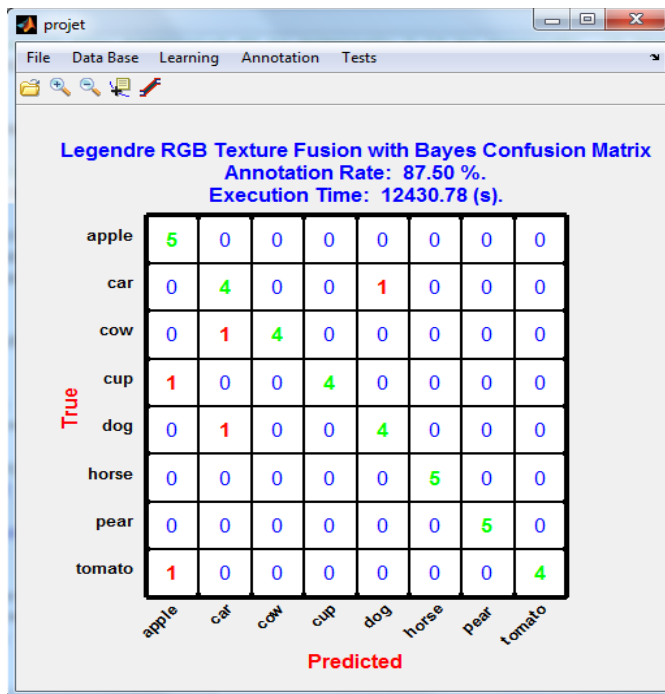 projet
File Data Base Learning Annotation Tests
Legendre RGB Texture Fusion with Bayes Confusion Matrix
Annotation Rate: 87.50 %.
Execution Time: 12430.78 (s).
apple 5 0 0 0 0 0 0 0
car 0 4 0 0 1 0 0 0
cow 0 1 4 0 0 0 0 0
cup 1 0 0 4 0 0 0 0
dog 0 1 0 0 4 0 0 0
horse 0 0 0 0 0 5 0 0
pear 0 0 0 0 0 0 5 0
tomato 1 0 0 0 0 0 0 4
True
apple car cow cup dog horse pear tomato
Predicted